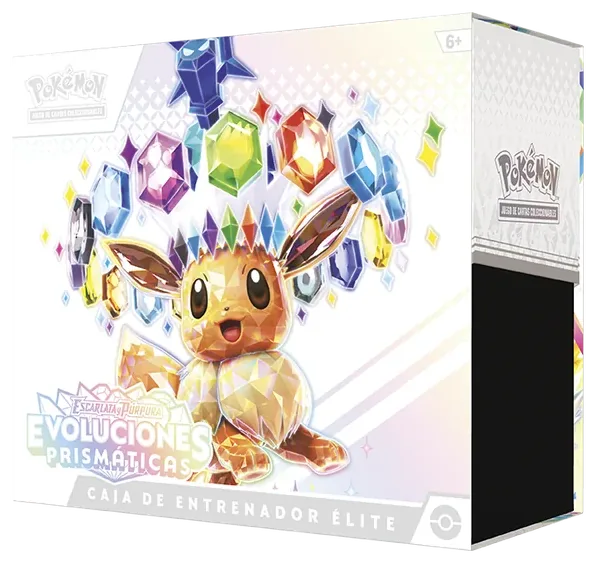 6+
POKÉMON
JUEGO DE CARTAS COLECCIONABLES
POKÉMON
JUEGO DE CARTAS COLECCIONABLES
ESCARLATA Y PÚRPURA
EVOLUCIONES
PRISMÁTICAS
CAJA DE ENTRENADOR ÉLITE